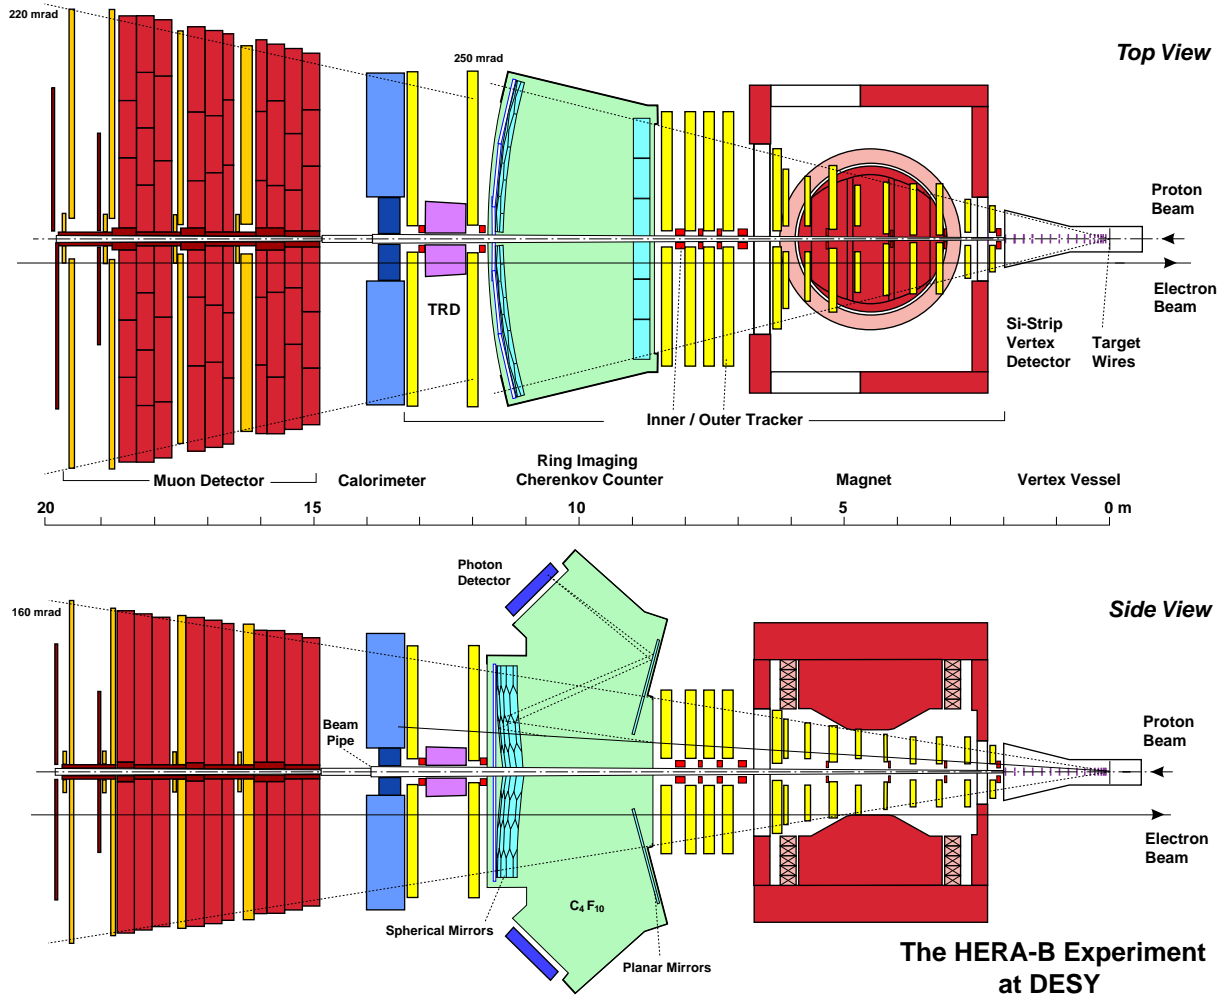 220 mrad
250 mrad
Top View
Proton
Beam
Electron
Beam
TRD
Si-Strip
Vertex
Detector
Target
Wires
Inner / Outer Tracker
Muon Detector
Calorimeter
Ring Imaging
Cherenkov Counter
Magnet
Vertex Vessel
20 15 10 5 0 m
Photon
Detector
160 mrad
Side View
Beam
Pipe
Proton
Beam
Electron
Beam
C4 F10
Spherical Mirrors
Planar Mirrors
The HERA-B Experiment
at DESY